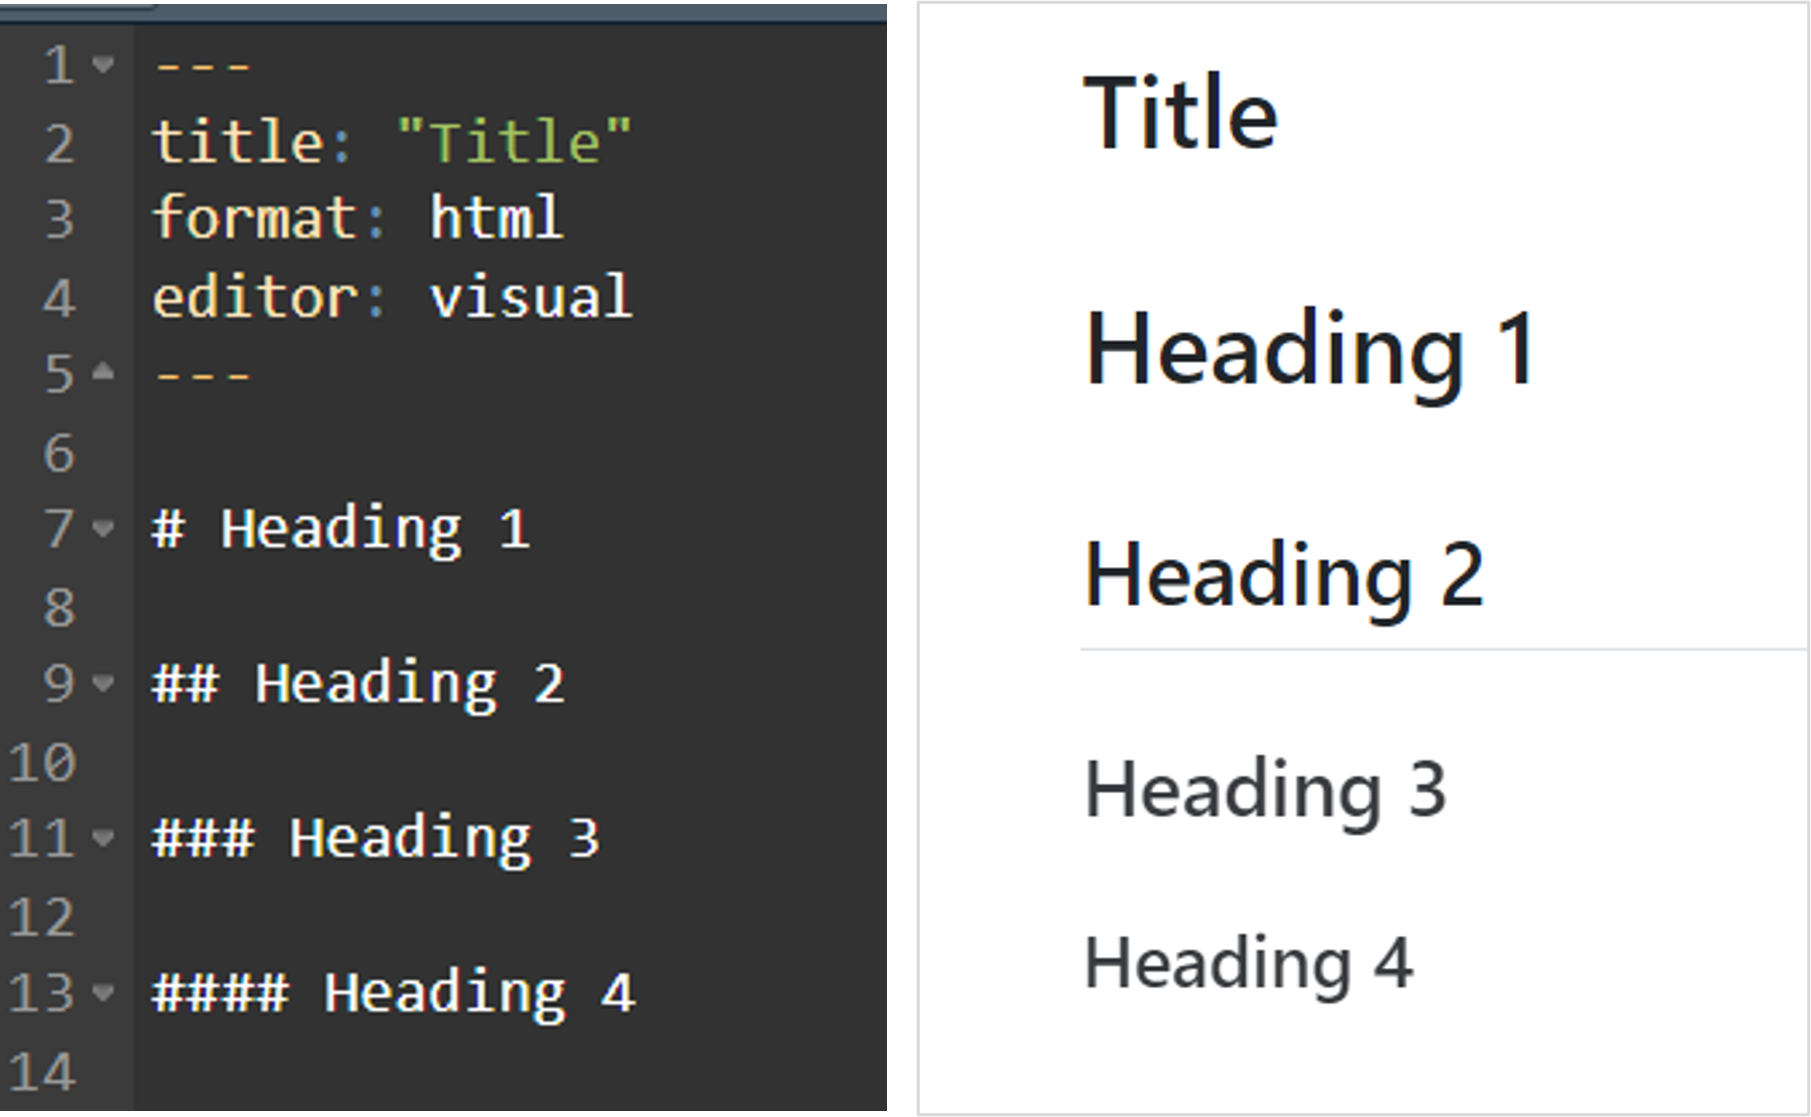 1 ---
2 title: "Title"
3 format: html
4 editor: visual
5 ---
6
7 # Heading 1
8
9 ## Heading 2
10
11 ### Heading 3
12
13 #### Heading 4
14
Title
Heading 1
Heading 2
Heading 3
Heading 4